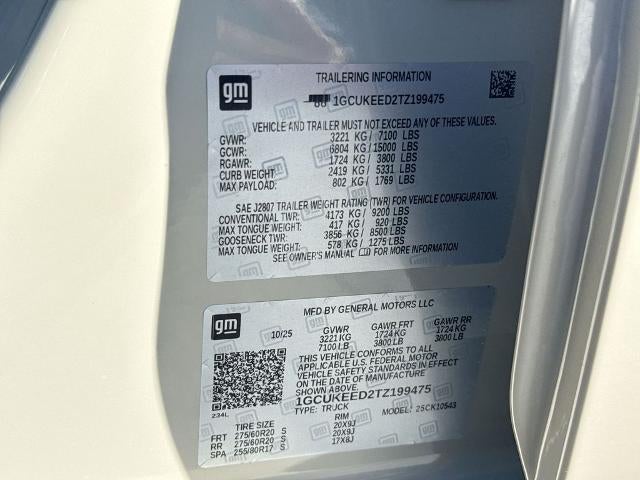 gm
TRAILERING INFORMATION
1GCUKEED2TZ199475
VEHICLE AND TRAILER MUST NOT EXCEED ANY OF THESE VALUES.
GVWR: 3221 KG / 7100 LBS
GCWR: 6804 KG / 15000 LBS
RGAWR: 1724 KG / 3800 LBS
CURB WEIGHT: 2419 KG / 5331 LBS
MAX PAYLOAD: 802 KG / 1769 LBS
SAE J2807 TRAILER WEIGHT RATING (TWR) FOR VEHICLE CONFIGURATION.
CONVENTIONAL TWR: 4173 KG / 9200 LBS
MAX TONGUE WEIGHT: 417 KG / 920 LBS
GOOSENECK TWR: 3856 KG / 8500 LBS
MAX TONGUE WEIGHT: 578 KG / 1275 LBS
SEE OWNER'S MANUAL FOR MORE INFORMATION
gm
MFD BY GENERAL MOTORS LLC
10/25 GVWR GAWR FRT GAWR RR
3221 KG 1724 KG 1724 KG
7100 LB 3800 LB 3800 LB
THIS VEHICLE CONFORMS TO ALL
APPLICABLE U.S. FEDERAL MOTOR
VEHICLE SAFETY STANDARDS IN EFFECT
ON THE DATE OF MANUFACTURE
SHOWN ABOVE.
1GCUKEED2TZ199475
TYPE: TRUCK MODEL: 25CK10543
234L
TIRE SIZE RIM
FRT 275/60R20 S 20X9J
RR 275/60R20 S 20X9J
SPA 255/80R17 S 17X8J